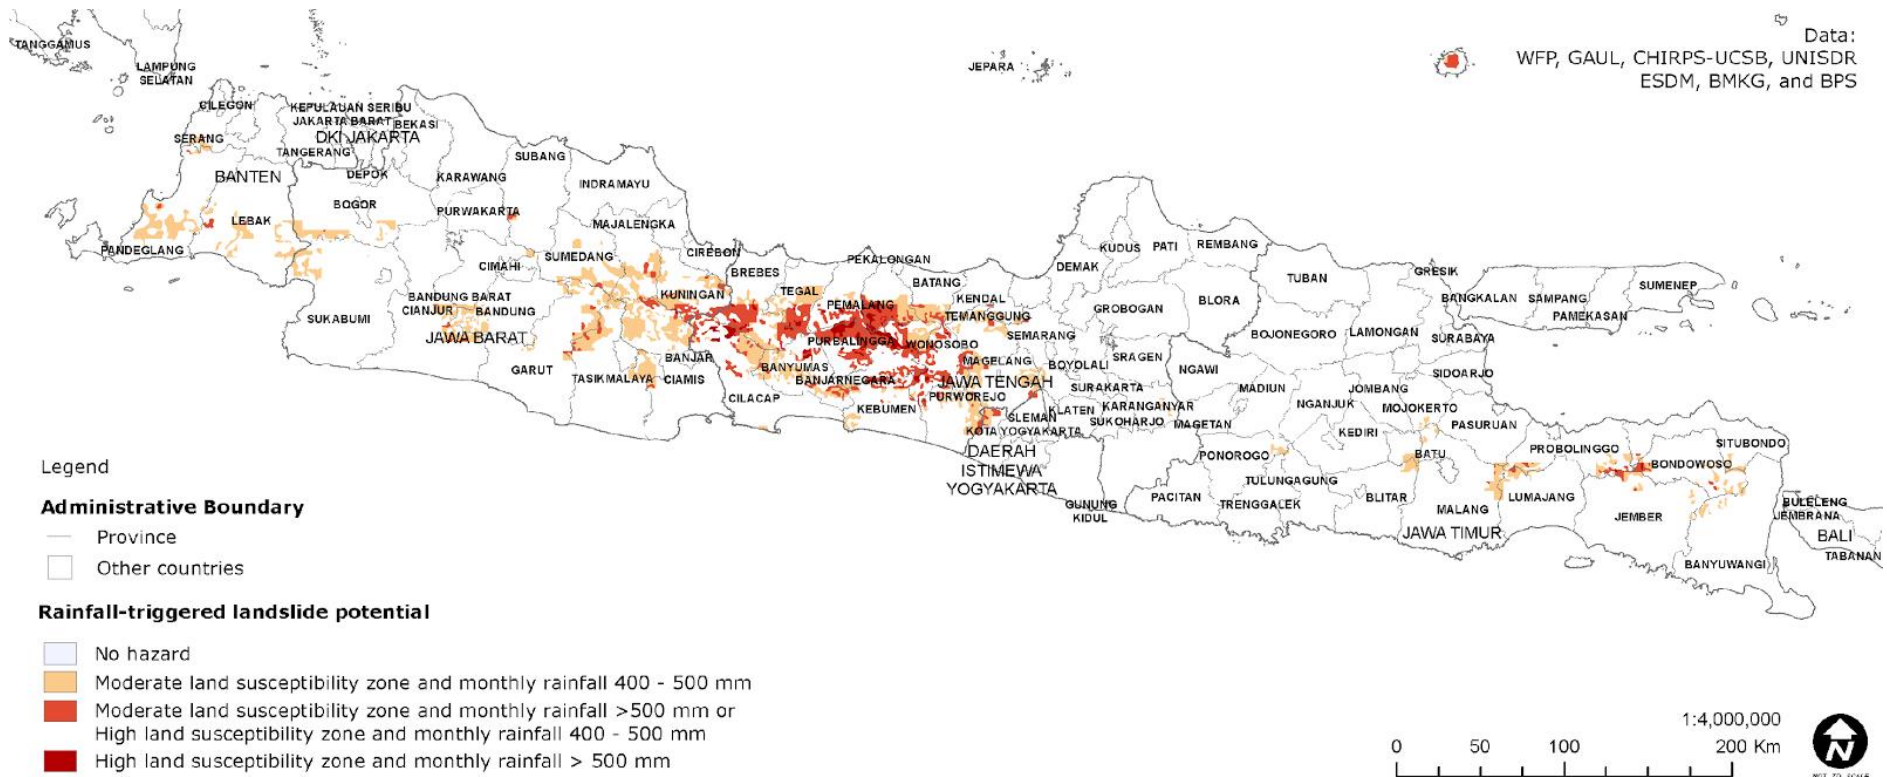 TANGGAMUS
LAMPUNG
SELATAN
JEPARA
Data:
WFP, GAUL, CHIRPS-UCSB, UNISDR
ESDM, BMKG, and BPS
CILEGON
KEPULAUAN SERIBU
JAKARTA BARAT
BEKASI
DKI JAKARTA
SERANG
TANGERANG
SUBANG
BANTEN
DEPOK
KARAWANG
INDRAMAYU
BOGOR
PURWAKARTA
LEBAK
MAJALENGKA
PANDEGLANG
CIMAHI
SUMEDANG
CIREBON
BREBES
PEKALONGAN
KUDUS
PATI
REMBANG
DEMAK
TUBAN
GRESIK
BANDUNG BARAT
CIANJUR
BANDUNG
KUNINGAN
TEGAL
BATANG
PEMALANG
KENDAL
TEMANGGUNG
GROBOGAN
BLORA
BANGKALAN
SAMPANG
SUMENEP
PAMEKASAN
SUKABUMI
JAWA BARAT
PURBALINGGA
WONOSOBO
SEMARANG
BOJONEGORO
LAMONGAN
SURABAYA
GARUT
BANJAR
TASIKMALAYA
CIAMIS
BANYUMAS
BANJARNEGARA
MAGELANG
JAWA TENGAH
BOYOLALI
SRAGEN
NGAWI
SIDOARJO
CILACAP
KEBUMEN
PURWOREJO
SURAKARTA
MADIUN
JOMBANG
SLEMAN
KLATEN
KARANGANYAR
SUKOHARJO
MAGETAN
NGANJUK
MOJOKERTO
KOTA YOGYAKARTA
KEDIRI
PASURUAN
DAERAH
ISTIMEWA
YOGYAKARTA
PONOROGO
BATU
PROBOLINGGO
SITUBONDO
BONDOWOSO
TULUNGAGUNG
GUNUNG
KIDUL
PACITAN
TRENGGALEK
BLITAR
LUMAJANG
MALANG
JAWA TIMUR
JEMBER
BULELENG
JEMBRANA
BALI
TABANAN
BANYUWANGI
Legend
Administrative Boundary
Province
Other countries
Rainfall-triggered landslide potential
No hazard
Moderate land susceptibility zone and monthly rainfall 400 - 500 mm
Moderate land susceptibility zone and monthly rainfall >500 mm or
High land susceptibility zone and monthly rainfall 400 - 500 mm
High land susceptibility zone and monthly rainfall > 500 mm
1:4,000,000
0 50 100 200 Km
N
NOT TO SCALE